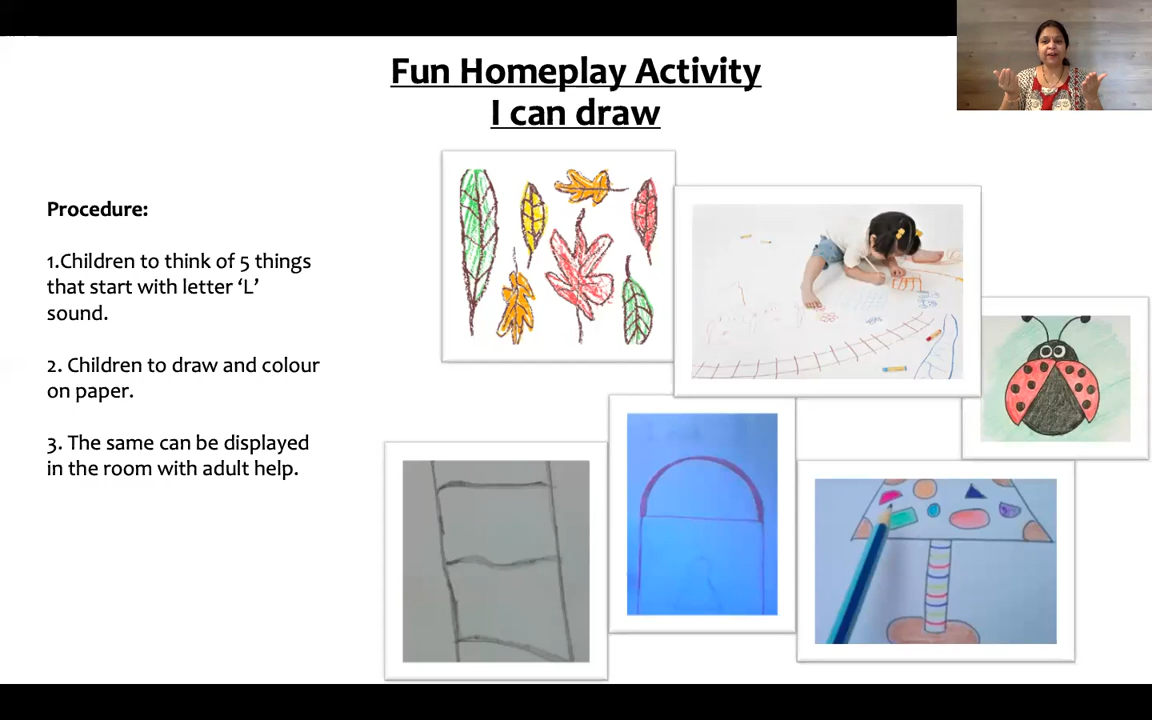 Fun Homeplay Activity
I can draw
Procedure:
1.Children to think of 5 things
that start with letter ‘L’
sound.
2. Children to draw and colour
on paper.
3. The same can be displayed
in the room with adult help.